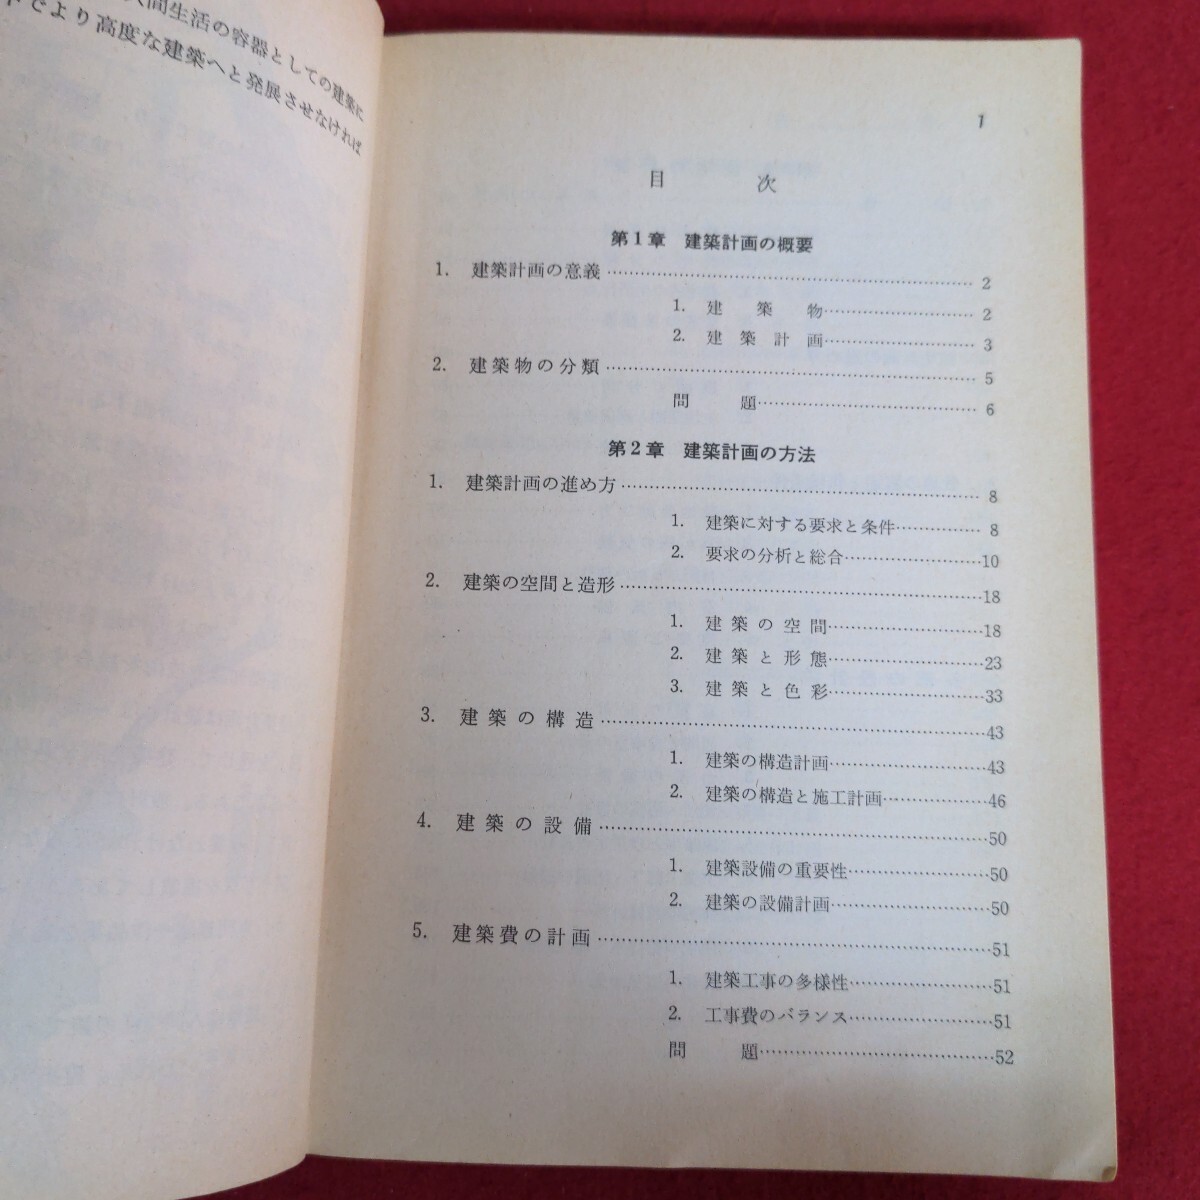 人間生活の容器としての建築に
中でより高度な建築へと発展させなければ
1
目 次
第1章 建築計画の概要
1. 建築計画の意義……2
1. 建築物……2
2. 建築計画……3
2. 建築物の分類……5
問題……6
第2章 建築計画の方法
1. 建築計画の進め方……8
1. 建築に対する要求と条件……8
2. 要求の分析と総合……10
2. 建築の空間と造形……18
1. 建築の空間……18
2. 建築と形態……23
3. 建築と色彩……33
3. 建築の構造……43
1. 建築の構造計画……43
2. 建築の構造と施工計画……46
4. 建築の設備……50
1. 建築設備の重要性……50
2. 建築の設備計画……50
5. 建築費の計画……51
1. 建築工事の多様性……51
2. 工事費のバランス……51
問題……52